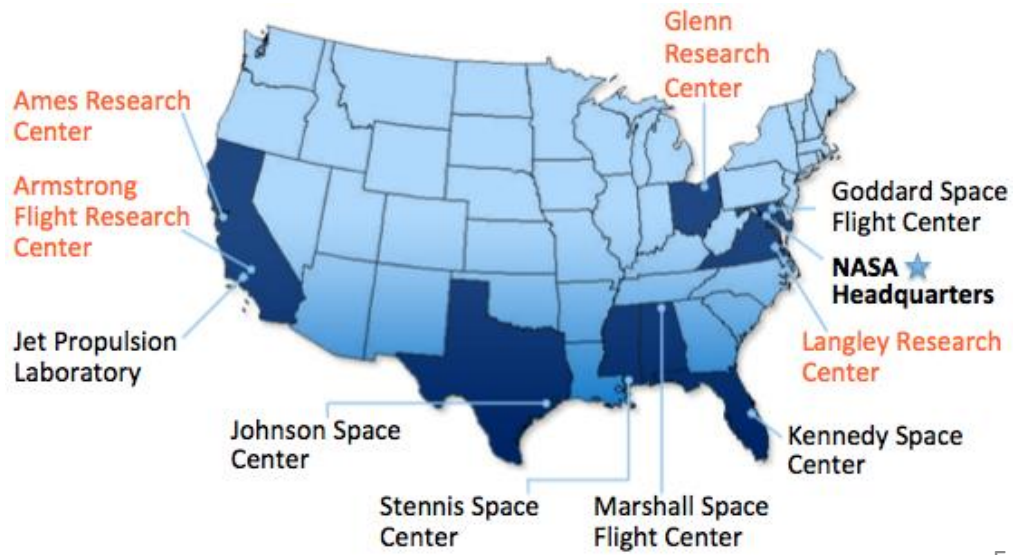 Glenn
Research
Center
Ames Research
Center
Armstrong
Flight Research
Center
Goddard Space
Flight Center
NASA
Headquarters
Jet Propulsion
Laboratory
Langley Research
Center
Johnson Space
Center
Kennedy Space
Center
Stennis Space
Center
Marshall Space
Flight Center